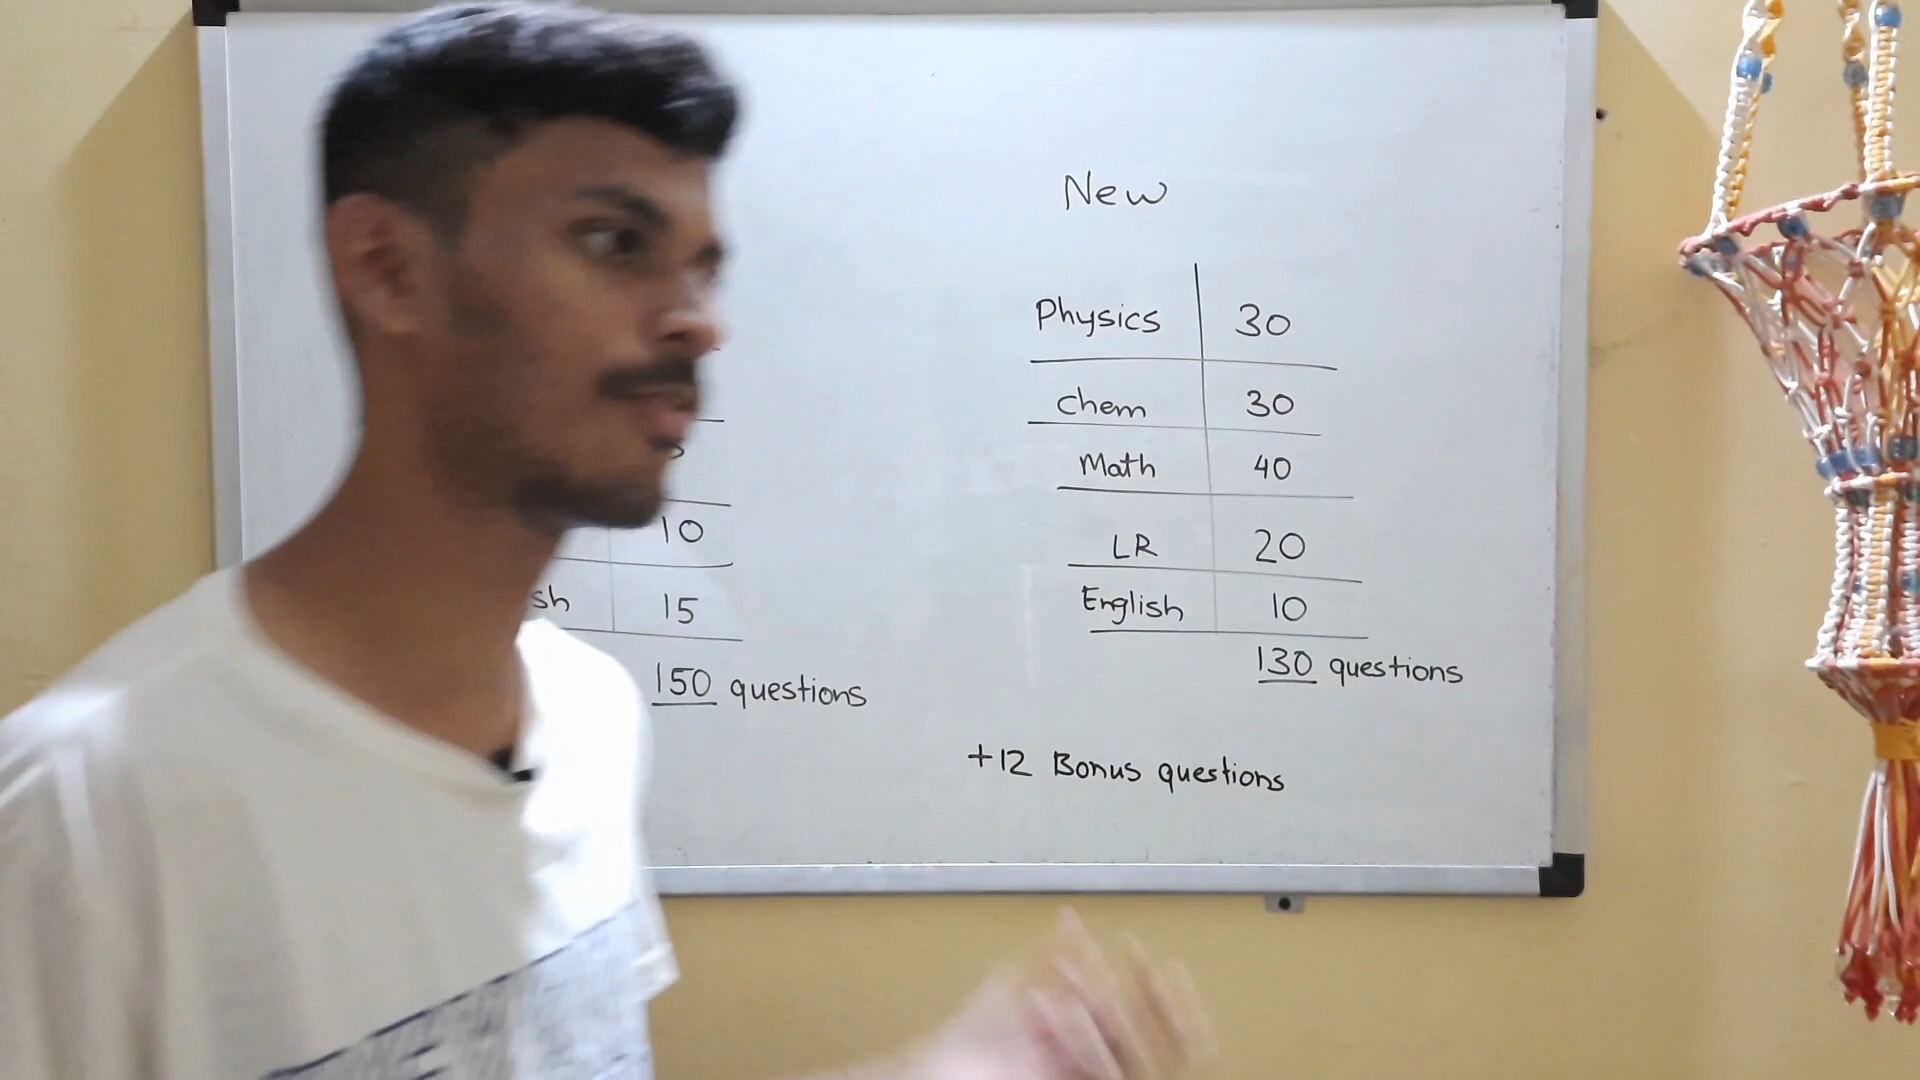 10
15
150 questions
New
Physics 30
chem 30
Math 40
LR 20
English 10
130 questions
+12 Bonus questions